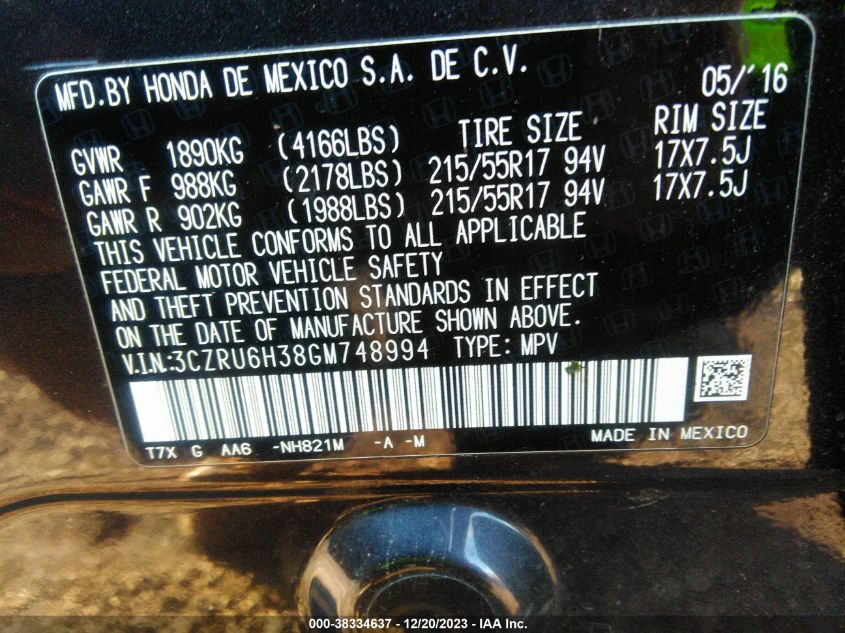 MFD.BY HONDA DE MEXICO S.A. DE C.V. 05/'16
TIRE SIZE RIM SIZE
GVWR 1890KG (4166LBS)
GAWR F 988KG (2178LBS) 215/55R17 94V 17X7.5J
GAWR R 902KG (1988LBS) 215/55R17 94V 17X7.5J
THIS VEHICLE CONFORMS TO ALL APPLICABLE
FEDERAL MOTOR VEHICLE SAFETY
AND THEFT PREVENTION STANDARDS IN EFFECT
ON THE DATE OF MANUFACTURE SHOWN ABOVE.
V.I.N:3CZRU6H38GM748994 TYPE: MPV
T7X G AA6 -NH821M -A -M MADE IN MEXICO
000-38334637 - 12/20/2023 - IAA Inc.